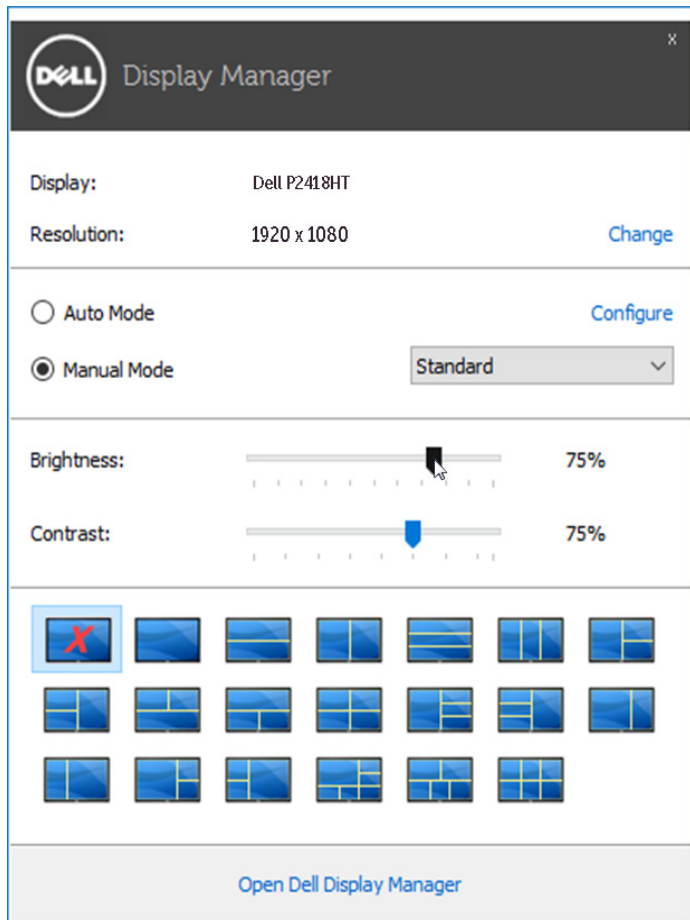 DELL Display Manager x
Display: Dell P2418HT
Resolution: 1920 x 1080 Change
Auto Mode Configure
Manual Mode Standard
Brightness: 75%
Contrast: 75%
X
Open Dell Display Manager